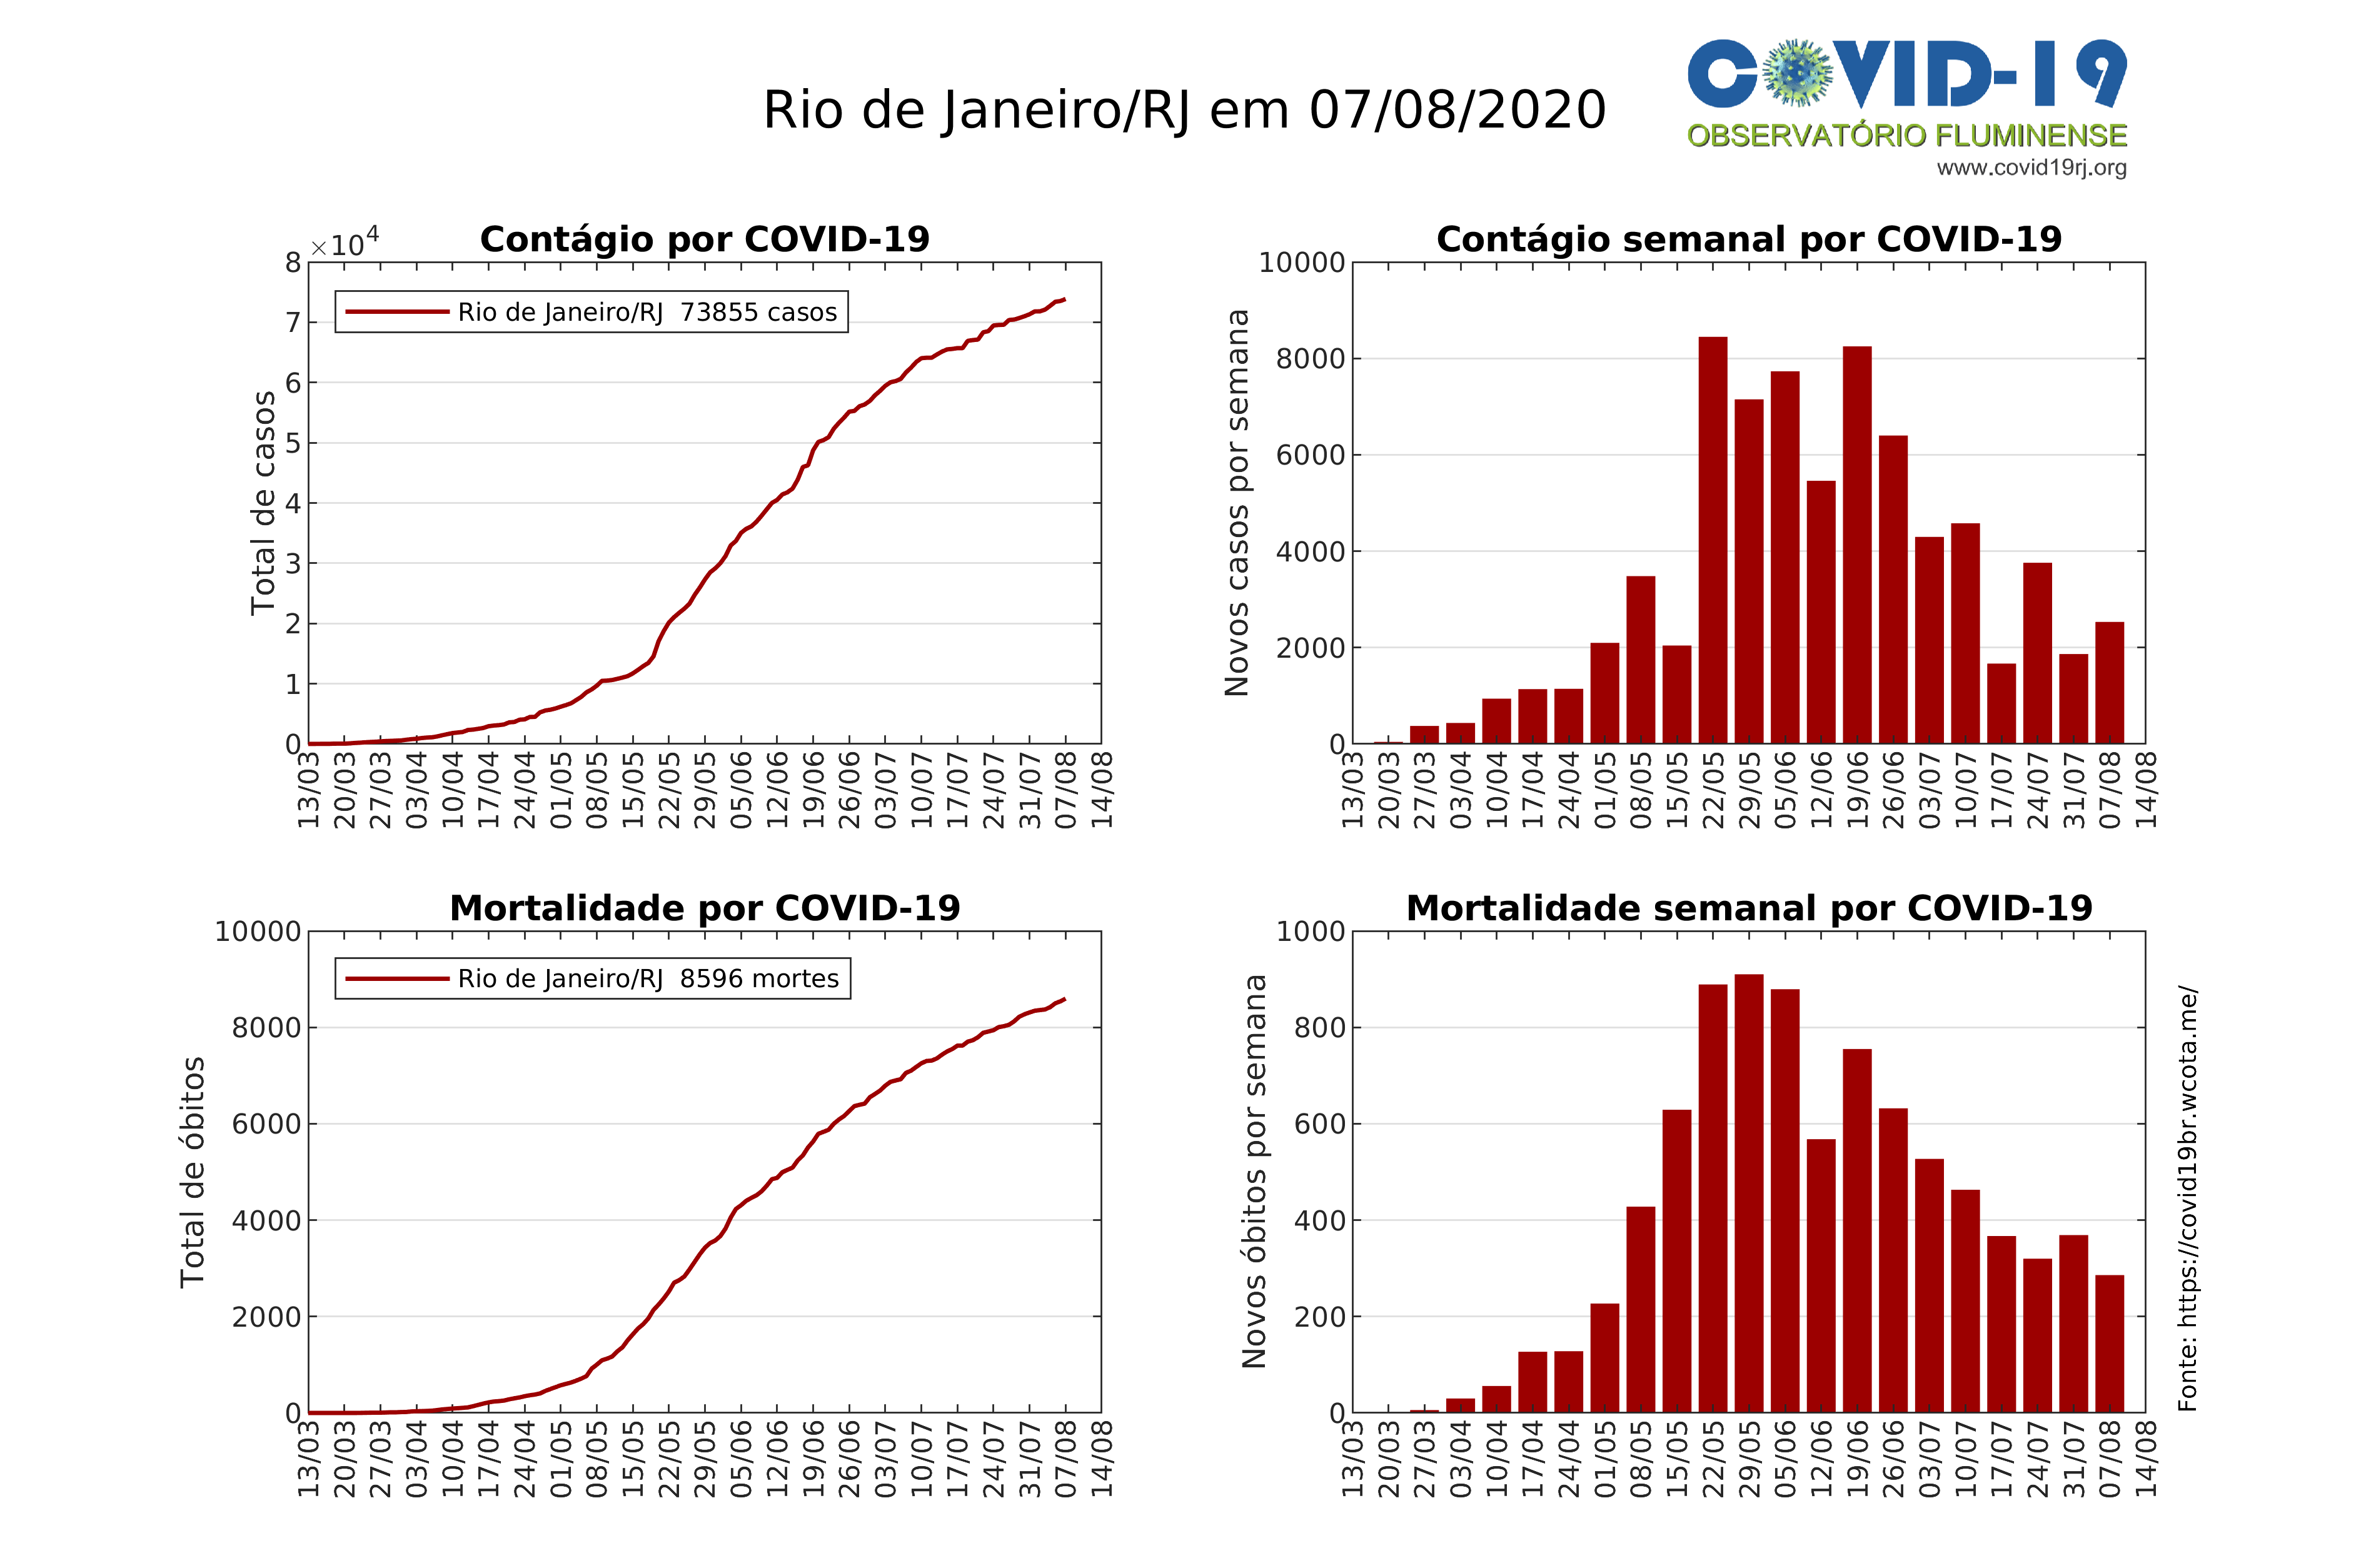 Rio de Janeiro/RJ em 07/08/2020
COVID-19
OBSERVATÓRIO FLUMINENSE
www.covid19rj.org
Contágio por COVID-19
×10⁴
Total de casos
8
7
6
5
4
3
2
1
0
Rio de Janeiro/RJ 73855 casos
13/03 20/03 27/03 03/04 10/04 17/04 24/04 01/05 08/05 15/05 22/05 29/05 05/06 12/06 19/06 26/06 03/07 10/07 17/07 24/07 31/07 07/08 14/08
Contágio semanal por COVID-19
Novos casos por semana
10000
8000
6000
4000
2000
0
13/03 20/03 27/03 03/04 10/04 17/04 24/04 01/05 08/05 15/05 22/05 29/05 05/06 12/06 19/06 26/06 03/07 10/07 17/07 24/07 31/07 07/08 14/08
Mortalidade por COVID-19
Total de óbitos
10000
8000
6000
4000
2000
0
Rio de Janeiro/RJ 8596 mortes
13/03 20/03 27/03 03/04 10/04 17/04 24/04 01/05 08/05 15/05 22/05 29/05 05/06 12/06 19/06 26/06 03/07 10/07 17/07 24/07 31/07 07/08 14/08
Mortalidade semanal por COVID-19
Novos óbitos por semana
1000
800
600
400
200
0
13/03 20/03 27/03 03/04 10/04 17/04 24/04 01/05 08/05 15/05 22/05 29/05 05/06 12/06 19/06 26/06 03/07 10/07 17/07 24/07 31/07 07/08 14/08
Fonte: https://covid19br.wcota.me/